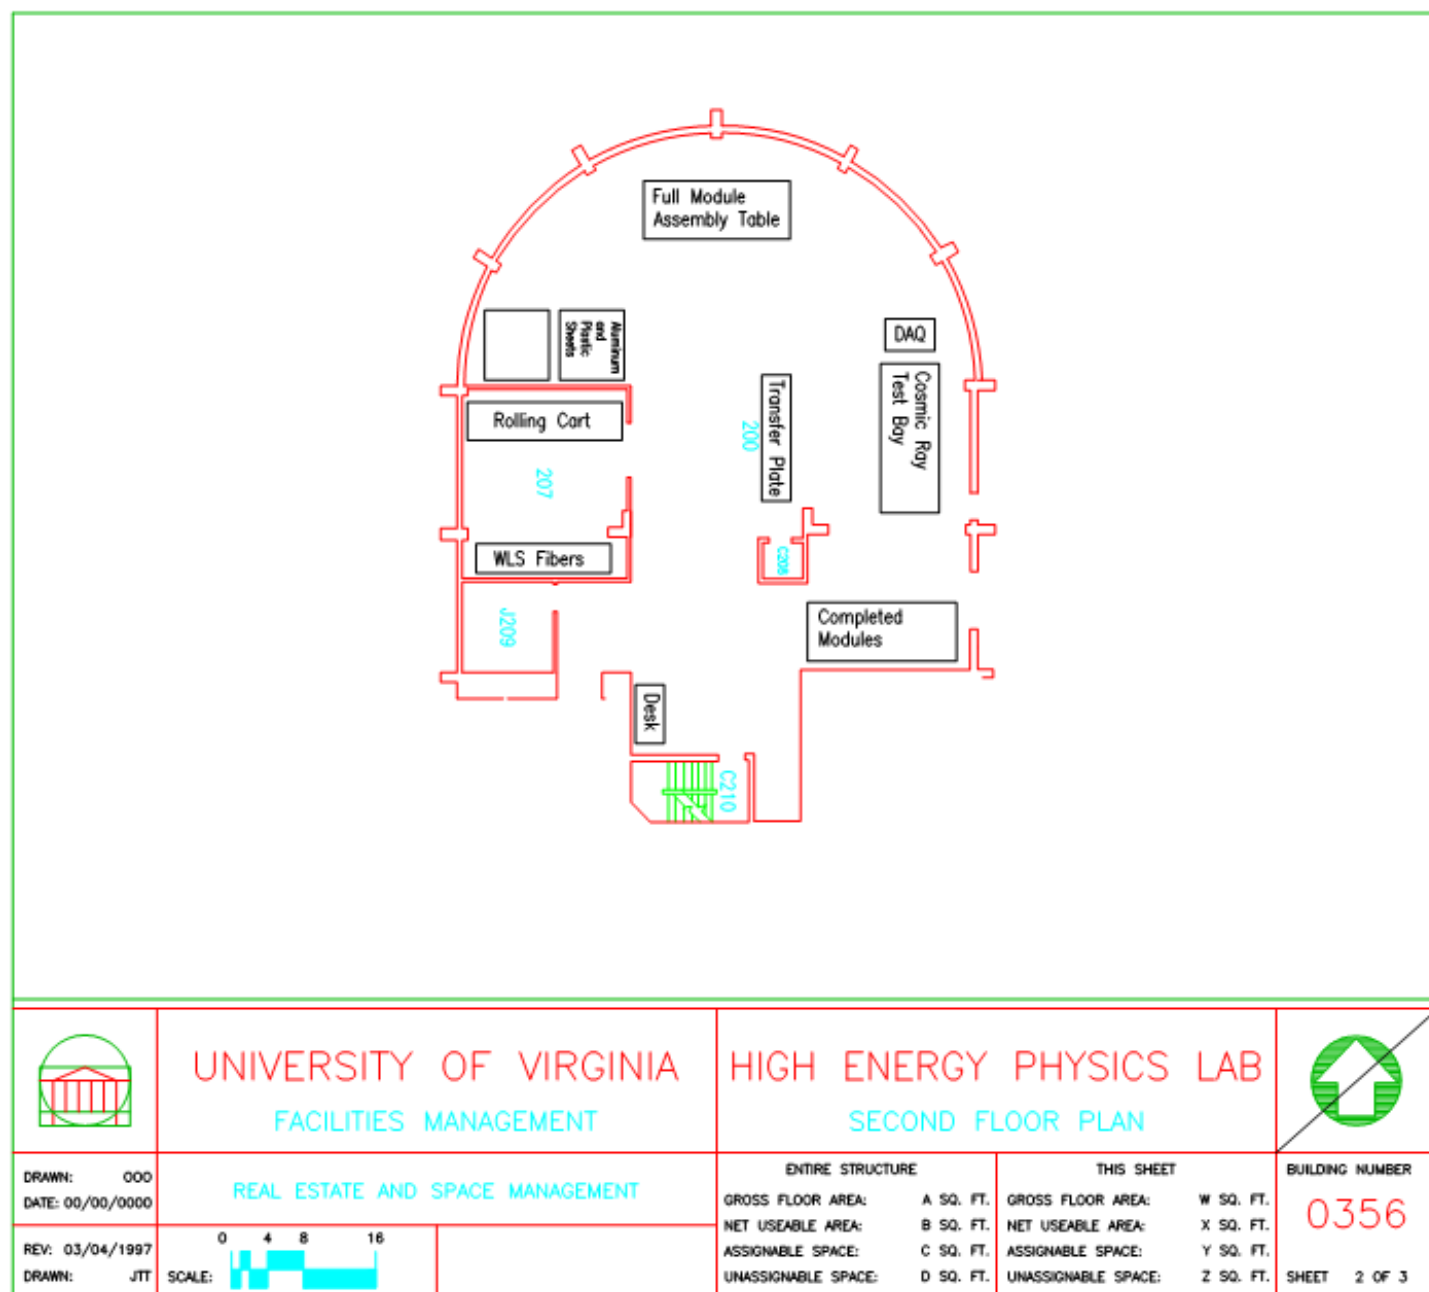 Full Module
Assembly Table
Aluminum
and
Plastic
Sheets
DAQ
Rolling Cart
Transfer Plate
200
Cosmic Ray
Test Bay
207
WLS Fibers
C208
J209
Completed
Modules
Desk
C210
UNIVERSITY OF VIRGINIA
FACILITIES MANAGEMENT
HIGH ENERGY PHYSICS LAB
SECOND FLOOR PLAN
DRAWN: OOO
DATE: 00/00/0000
REAL ESTATE AND SPACE MANAGEMENT
REV: 03/04/1997
DRAWN: JTT
SCALE:
0 4 8 16
ENTIRE STRUCTURE
GROSS FLOOR AREA: A SQ. FT.
NET USEABLE AREA: B SQ. FT.
ASSIGNABLE SPACE: C SQ. FT.
UNASSIGNABLE SPACE: D SQ. FT.
THIS SHEET
GROSS FLOOR AREA: W SQ. FT.
NET USEABLE AREA: X SQ. FT.
ASSIGNABLE SPACE: Y SQ. FT.
UNASSIGNABLE SPACE: Z SQ. FT.
BUILDING NUMBER
0356
SHEET 2 OF 3